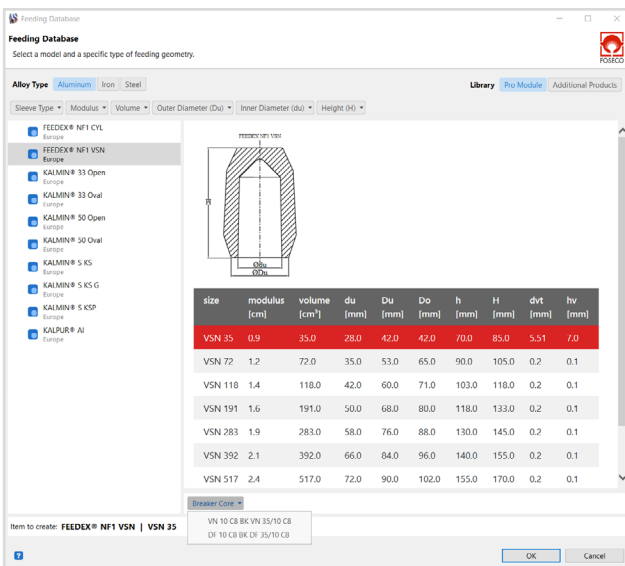 Feeding Database
Feeding Database
Select a model and a specific type of feeding geometry.
FOSECO
Alloy Type Aluminum Iron Steel Library Pro Module Additional Products
Sleeve Type Modulus Volume Outer Diameter (Du) Inner Diameter (du) Height (H)
FEEDEX® NF1 CYL
Europe
FEEDEX® NF1 VSN
Europe
KALMIN® 33 Open
Europe
KALMIN® 33 Oval
Europe
KALMIN® 50 Open
Europe
KALMIN® 50 Oval
Europe
KALMIN® S KS
Europe
KALMIN® S KS G
Europe
KALMIN® S KSP
Europe
KALPUR® Al
Europe
FEEDEX NF1 VSN
H
Ødu
ØDu
size modulus volume du Du Do h H dvt hv
[cm] [cm³] [mm] [mm] [mm] [mm] [mm] [mm] [mm]
VSN 35 0.9 35.0 28.0 42.0 42.0 70.0 85.0 5.51 7.0
VSN 72 1.2 72.0 35.0 53.0 65.0 90.0 105.0 0.2 0.1
VSN 118 1.4 118.0 42.0 60.0 71.0 103.0 118.0 0.2 0.1
VSN 191 1.6 191.0 50.0 68.0 80.0 118.0 133.0 0.2 0.1
VSN 283 1.9 283.0 58.0 76.0 88.0 130.0 145.0 0.2 0.1
VSN 392 2.1 392.0 66.0 84.0 96.0 140.0 155.0 0.2 0.1
VSN 517 2.4 517.0 72.0 90.0 102.0 155.0 170.0 0.2 0.1
Breaker Core
VN 10 C8 BK VN 35/10 C8
DF 10 C8 BK DF 35/10 C8
Item to create: FEEDEX® NF1 VSN | VSN 35
?
OK Cancel